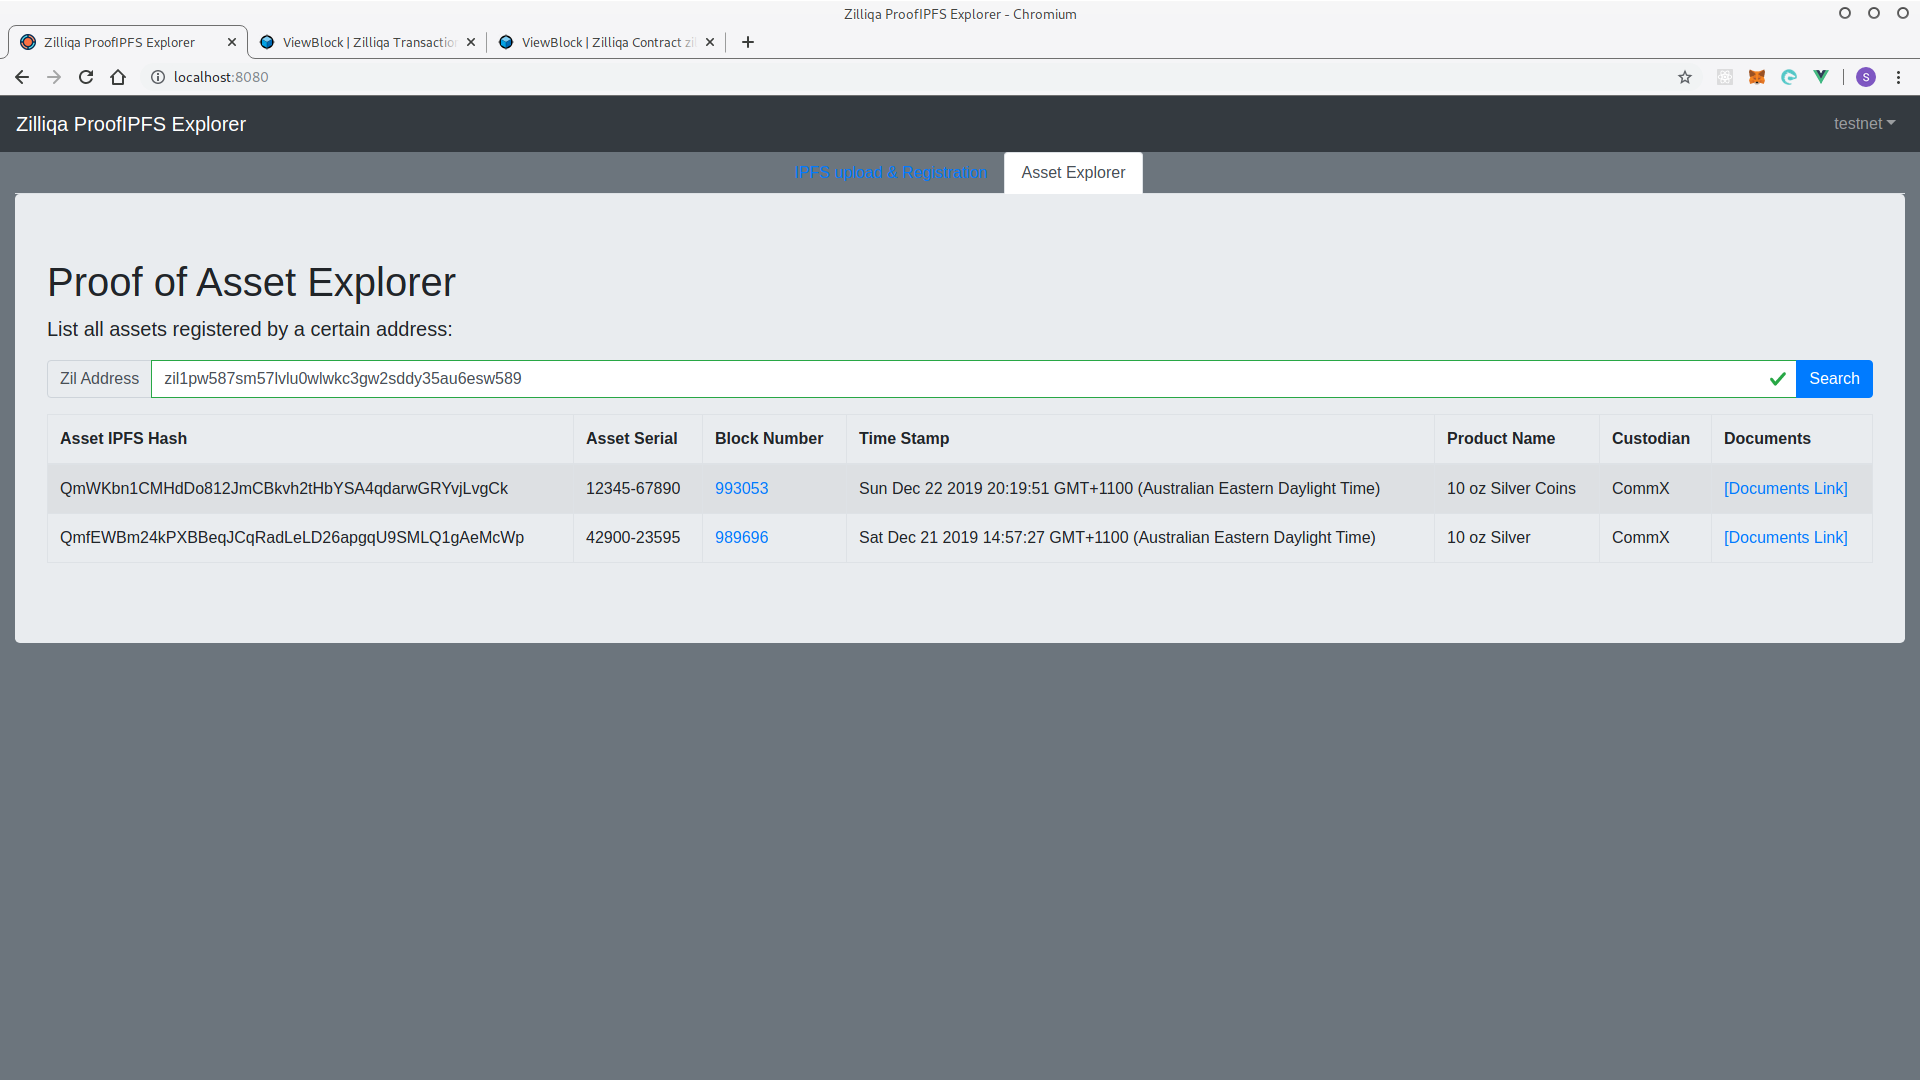 Zilliqa ProofIPFS Explorer - Chromium
Zilliqa ProofIPFS Explorer
ViewBlock | Zilliqa Transaction
ViewBlock | Zilliqa Contract zil
localhost:8080
S
Zilliqa ProofIPFS Explorer
testnet
IPFS upload & Registration
Asset Explorer
Proof of Asset Explorer
List all assets registered by a certain address:
Zil Address zil1pw587sm57lvlu0wlwkc3gw2sddy35au6esw589 Search
Asset IPFS Hash Asset Serial Block Number Time Stamp Product Name Custodian Documents
QmWKbn1CMHdDo812JmCBkvh2tHbYSA4qdarwGRYvjLvgCk 12345-67890 993053 Sun Dec 22 2019 20:19:51 GMT+1100 (Australian Eastern Daylight Time) 10 oz Silver Coins CommX [Documents Link]
QmfEWBm24kPXBBeqJCqRadLeLD26apgqU9SMLQ1gAeMcWp 42900-23595 989696 Sat Dec 21 2019 14:57:27 GMT+1100 (Australian Eastern Daylight Time) 10 oz Silver CommX [Documents Link]